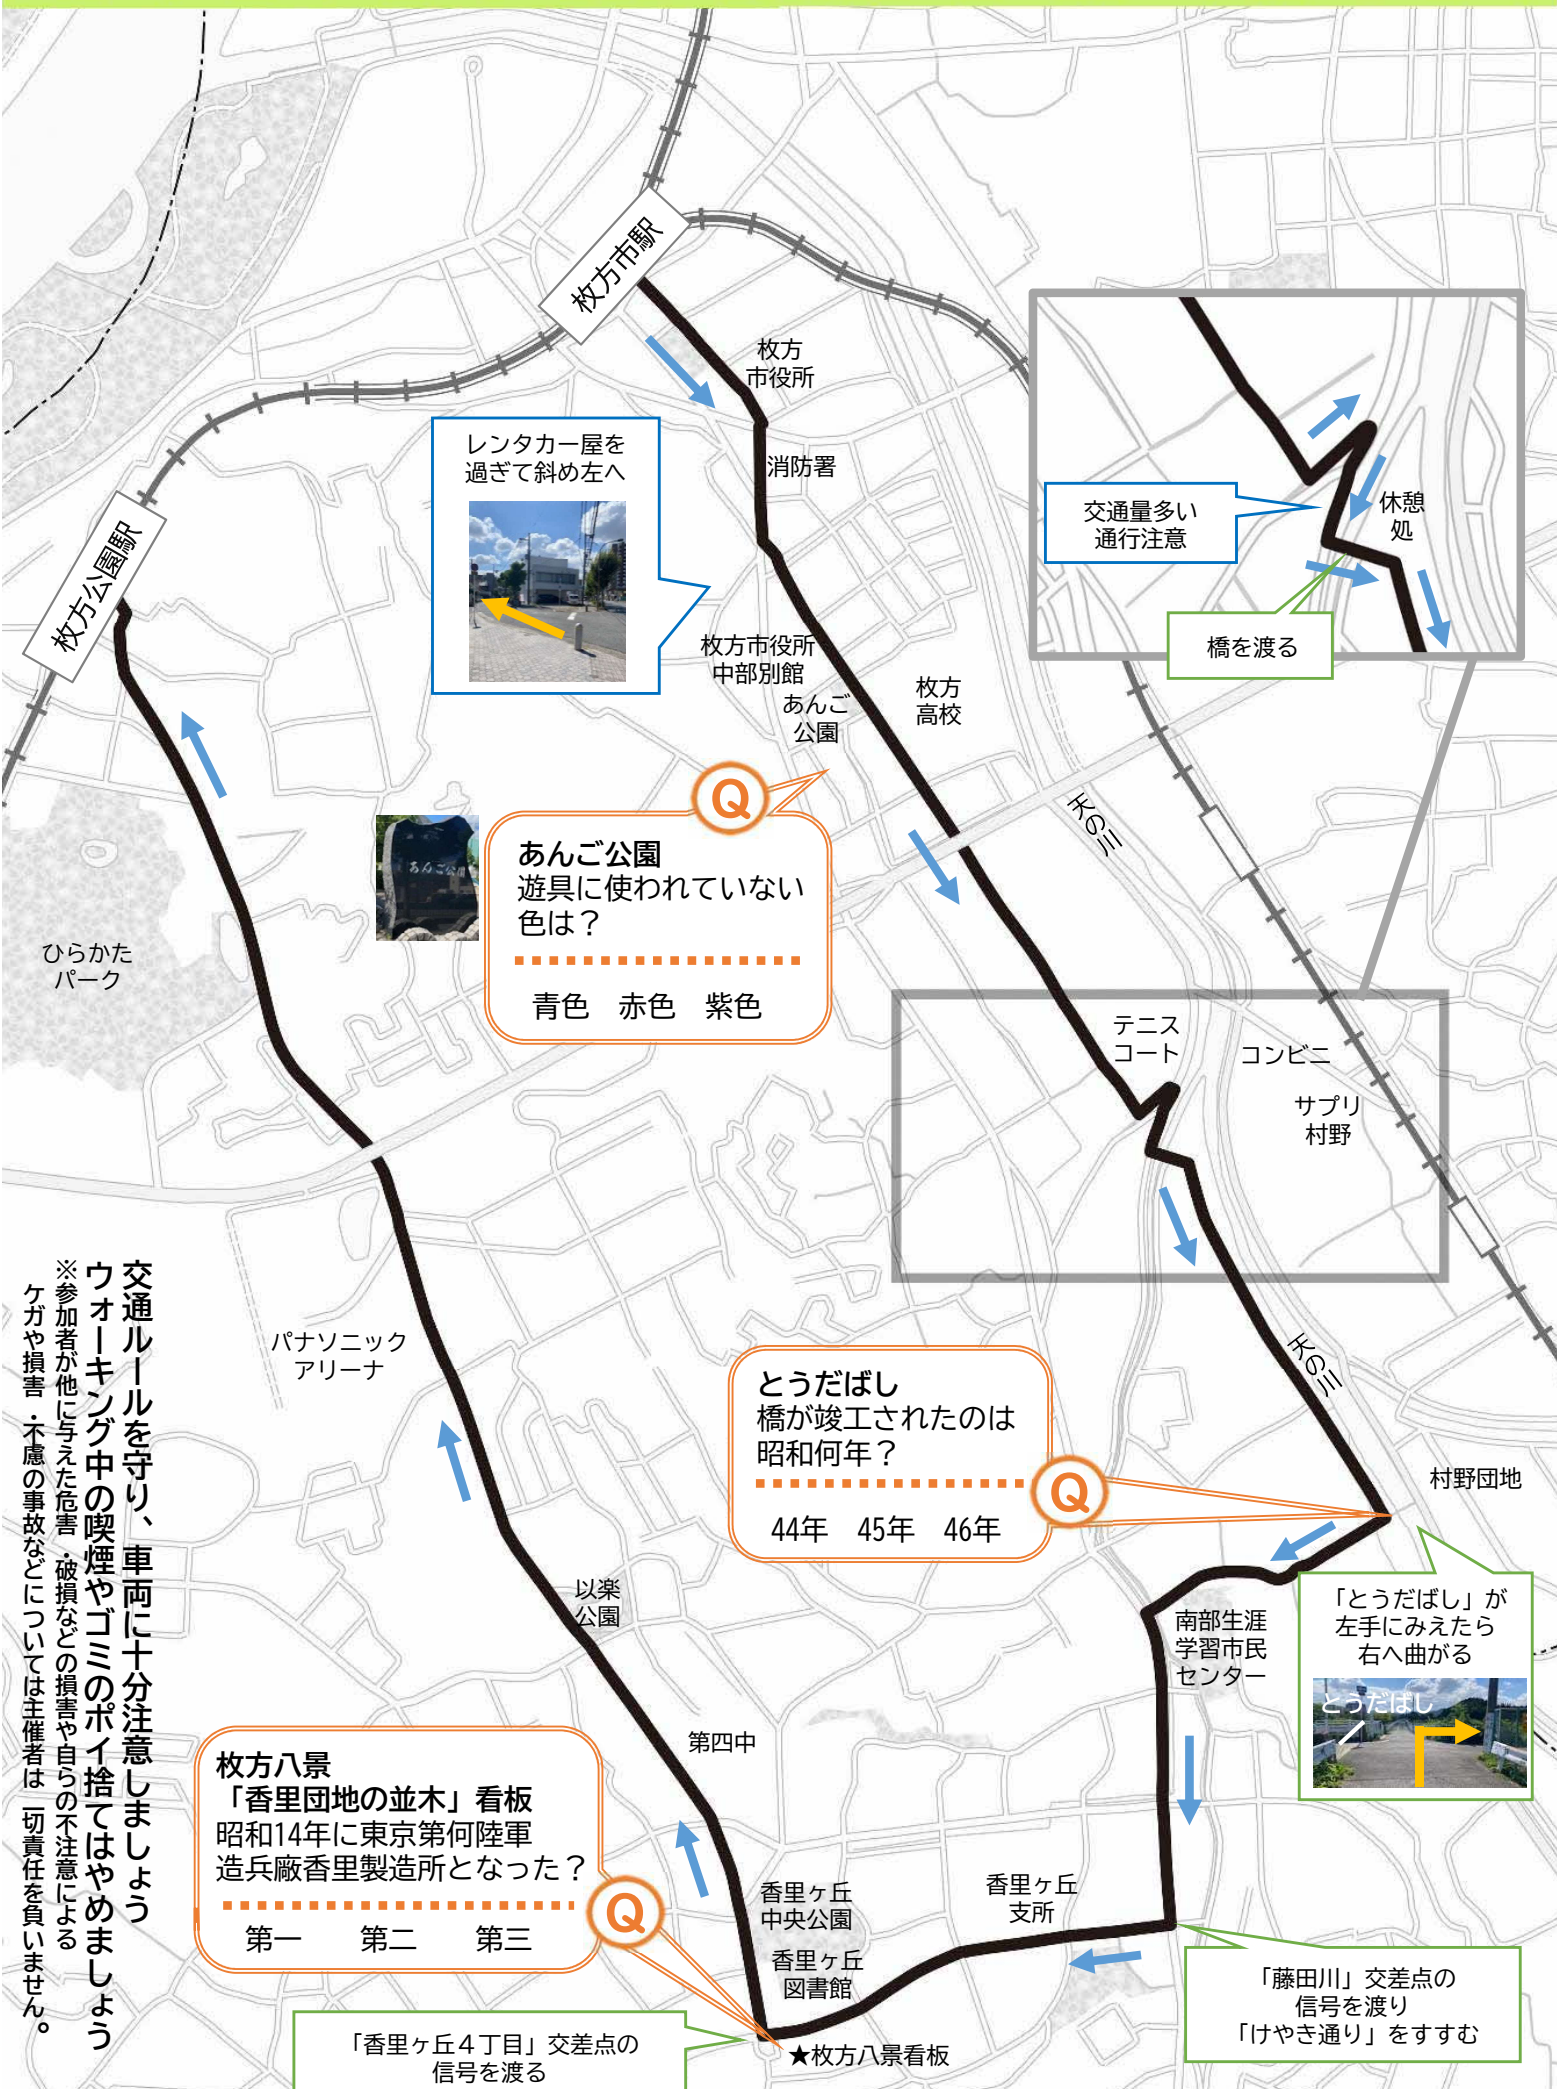 枚方市駅
枚方
市役所
消防署
レンタカー屋を
過ぎて斜め左へ
交通量多い
通行注意
休憩
処
橋を渡る
枚方公園駅
枚方市役所
中部別館
あんご
公園
枚方
高校
天の川
Q
あんご公園
遊具に使われていない
色は？
青色 赤色 紫色
あんご公園
ひらかた
パーク
テニス
コート
コンビニ
サプリ
村野
交通ルールを守り、車両に十分注意しましょう
ウォーキング中の喫煙やゴミのポイ捨てはやめましょう
※参加者が他に与えた危害・破損などの損害や自らの不注意による
ケガや損害・不慮の事故などについては主催者は一切責任を負いません。
パナソニック
アリーナ
天の川
とうだばし
橋が竣工されたのは
昭和何年？
44年 45年 46年
Q
村野団地
「とうだばし」が
左手にみえたら
右へ曲がる
とうだばし
以楽
公園
南部生涯
学習市民
センター
第四中
枚方八景
「香里団地の並木」看板
昭和14年に東京第何陸軍
造兵廠香里製造所となった？
第一 第二 第三
Q
香里ヶ丘
中央公園
香里ヶ丘
図書館
香里ヶ丘
支所
「藤田川」交差点の
信号を渡り
「けやき通り」をすすむ
「香里ヶ丘４丁目」交差点の
信号を渡る
★枚方八景看板